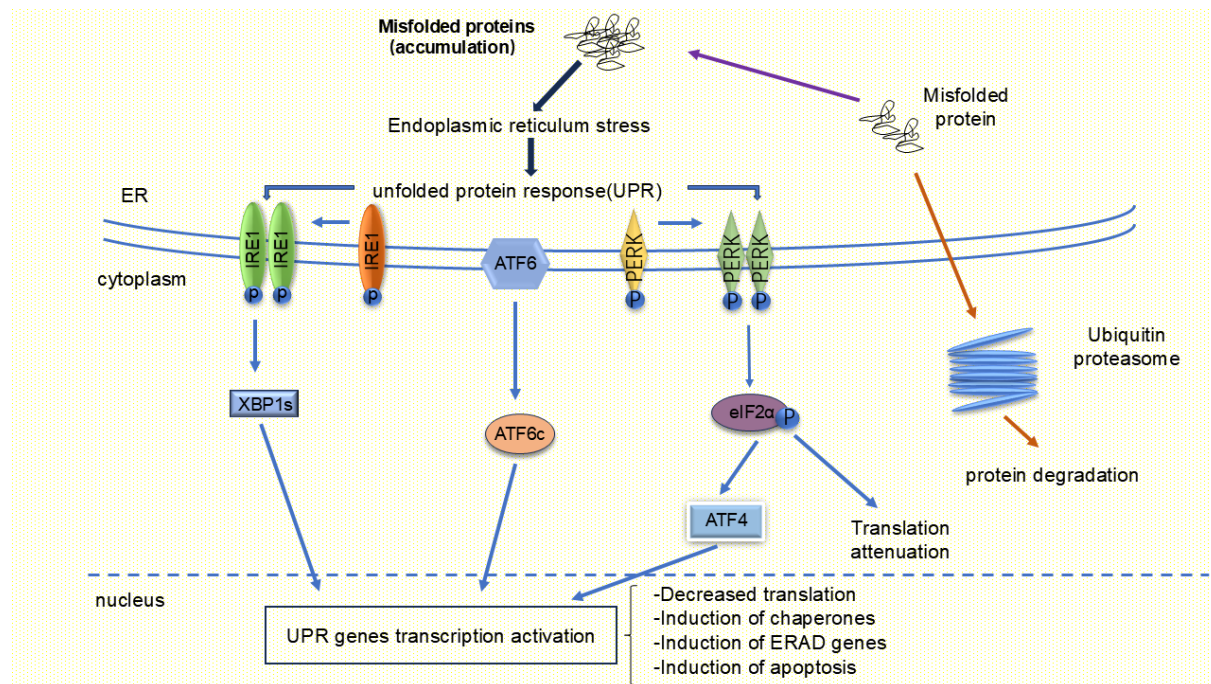 Misfolded proteins
(accumulation)
Misfolded
protein
Endoplasmic reticulum stress
unfolded protein response(UPR)
ER
IRE1
IRE1
IRE1
ATF6
PERK
PERK
PERK
cytoplasm
p
p
p
P
P
P
Ubiquitin
proteasome
XBP1s
ATF6c
eIF2α
P
protein degradation
ATF4
Translation
attenuation
nucleus
UPR genes transcription activation
-Decreased translation
-Induction of chaperones
-Induction of ERAD genes
-Induction of apoptosis